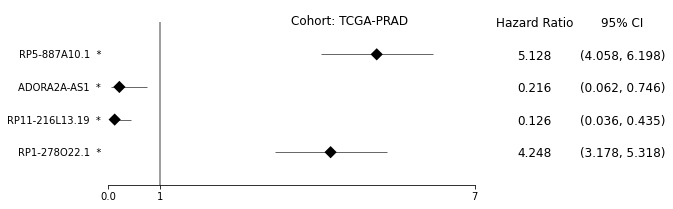 Cohort: TCGA-PRAD Hazard Ratio 95% CI
RP5-887A10.1 * 5.128 (4.058, 6.198)
ADORA2A-AS1 * 0.216 (0.062, 0.746)
RP11-216L13.19 * 0.126 (0.036, 0.435)
RP1-278O22.1 * 4.248 (3.178, 5.318)
0.0 1 7